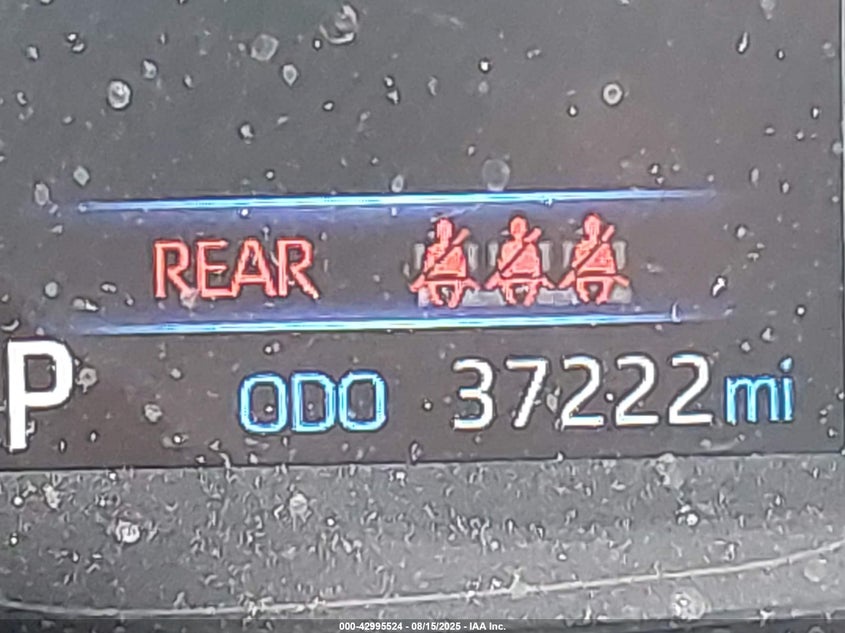 REAR
P
ODO 37222 mi
000-42995524 - 08/15/2025 - IAA Inc.